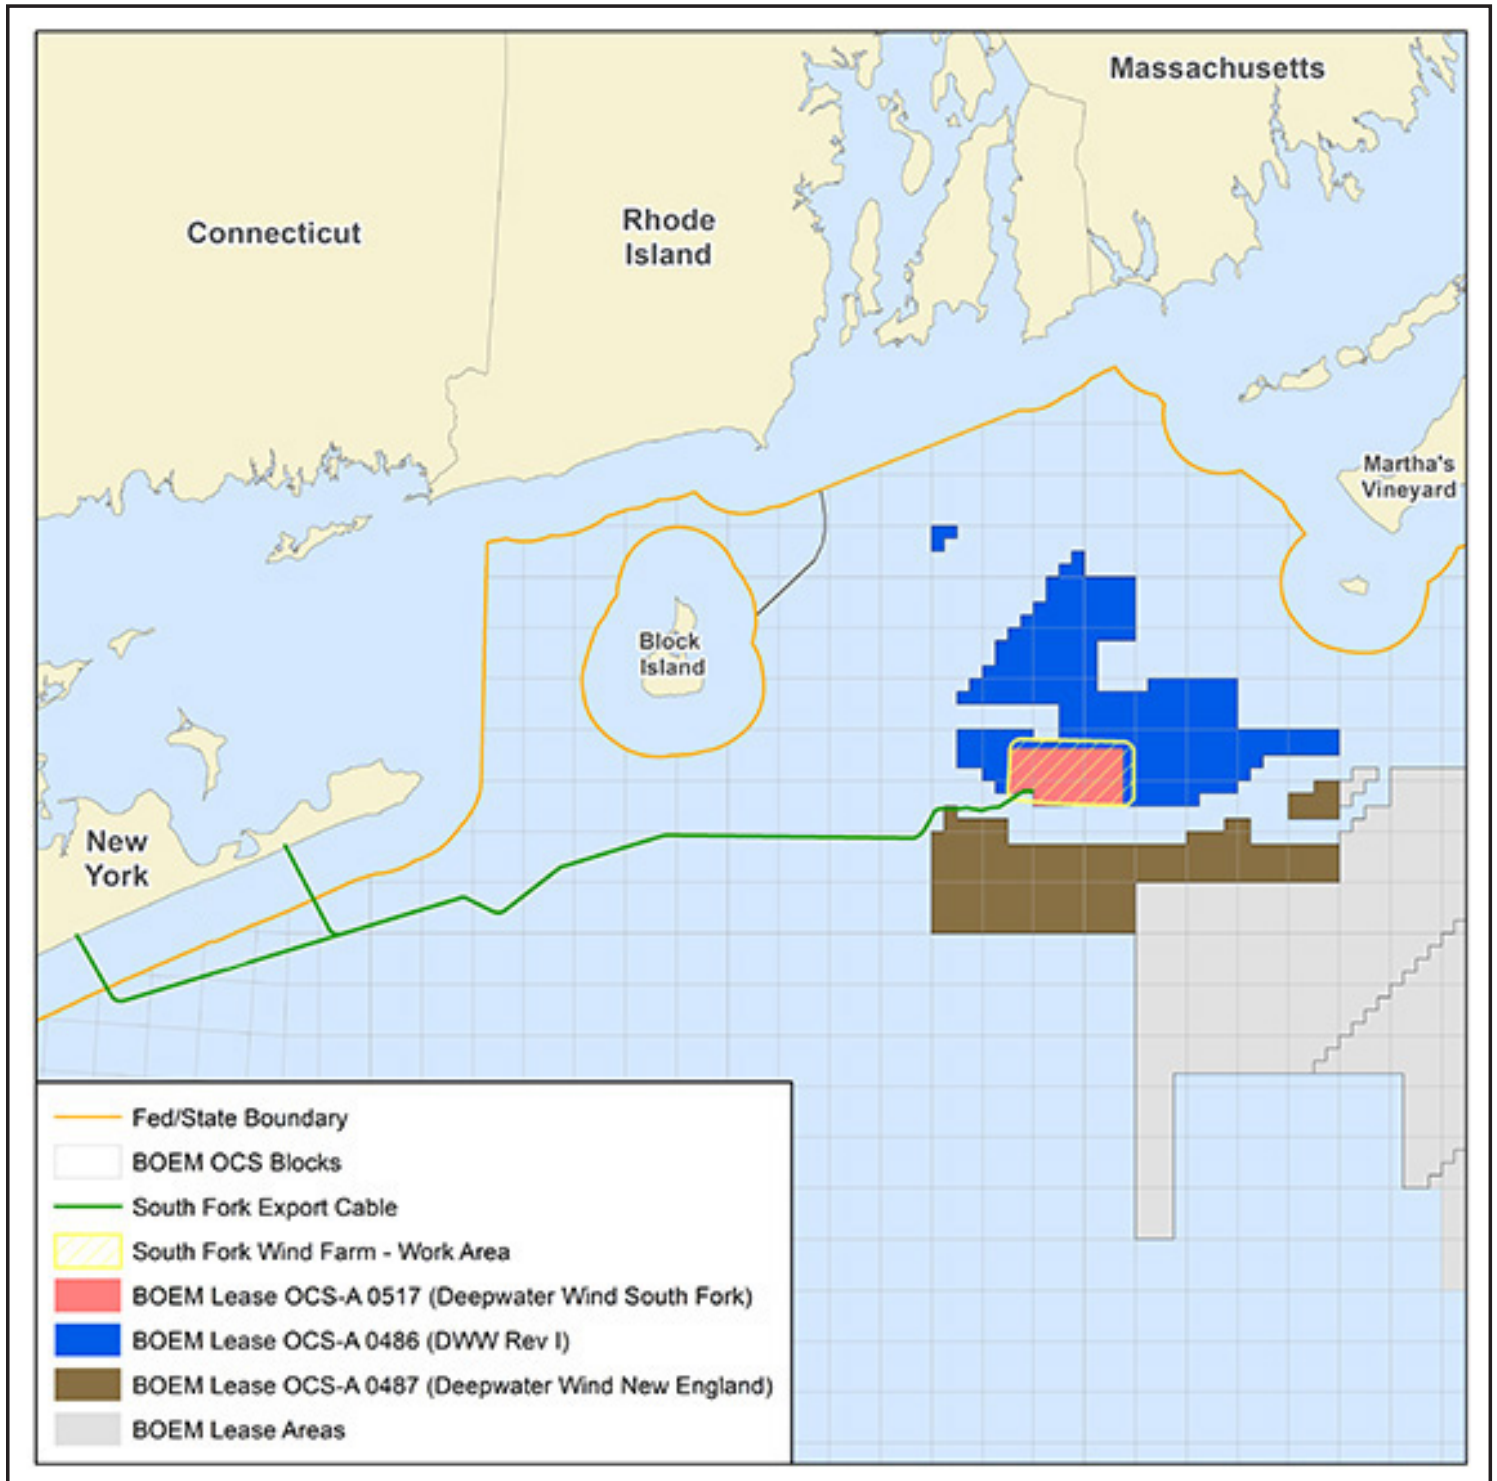 Massachusetts
Connecticut
Rhode
Island
Martha's
Vineyard
Block
Island
New
York
Fed/State Boundary
BOEM OCS Blocks
South Fork Export Cable
South Fork Wind Farm - Work Area
BOEM Lease OCS-A 0517 (Deepwater Wind South Fork)
BOEM Lease OCS-A 0486 (DWW Rev I)
BOEM Lease OCS-A 0487 (Deepwater Wind New England)
BOEM Lease Areas